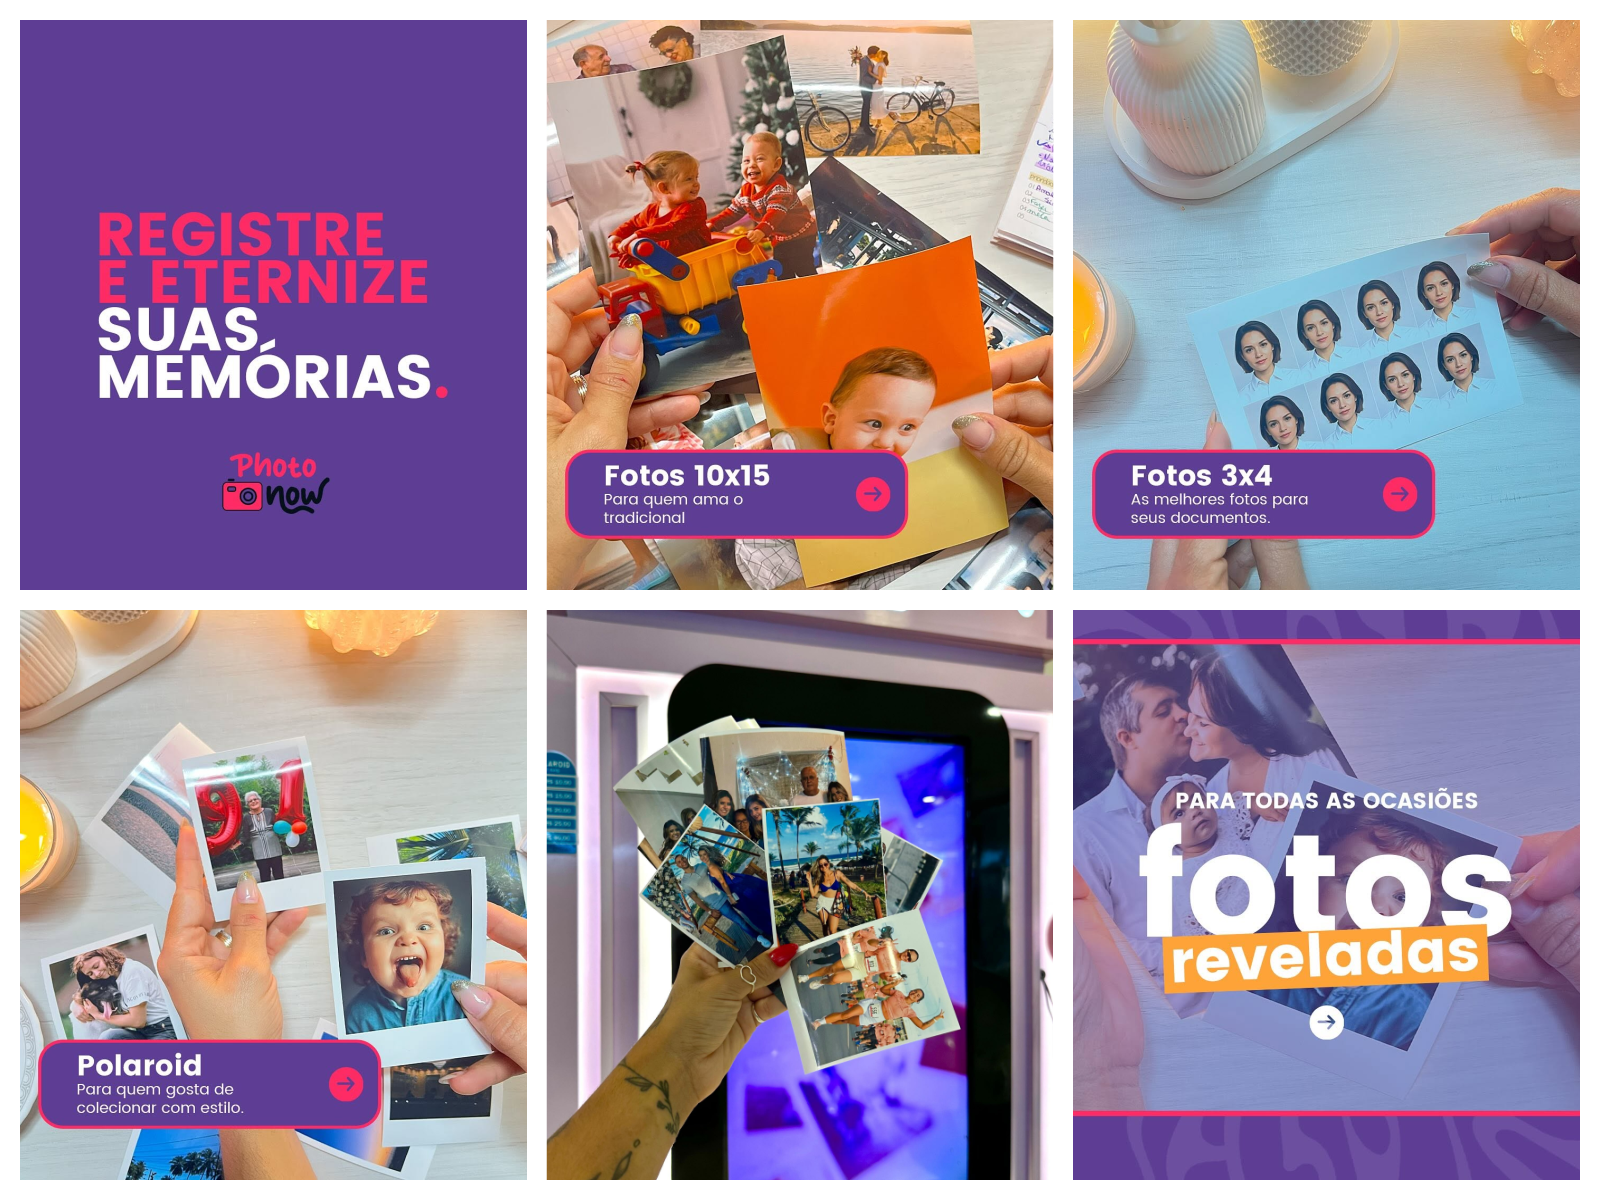 REGISTRE
E ETERNIZE
SUAS
MEMÓRIAS.
Photo
now
Fotos 10x15
Para quem ama o
tradicional
Fotos 3x4
As melhores fotos para
seus documentos.
Polaroid
Para quem gosta de
colecionar com estilo.
PARA TODAS AS OCASIÕES
fotos
reveladas